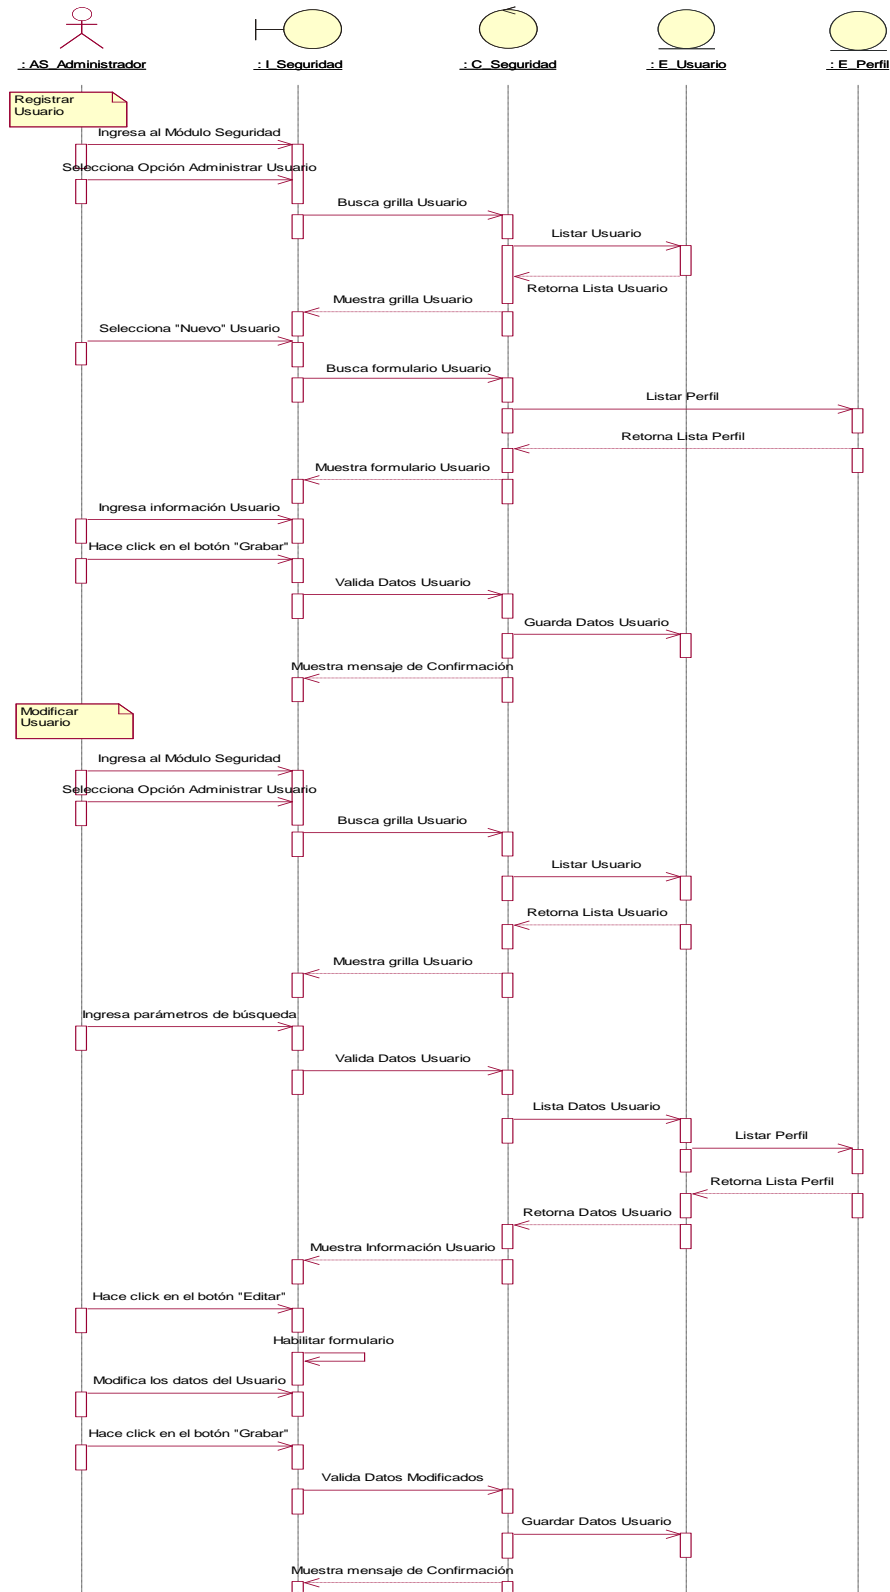 : AS_Administrador
: I_Seguridad
: C_Seguridad
: E_Usuario
: E_Perfil
Registrar
Usuario
Ingresa al Módulo Seguridad
Selecciona Opción Administrar Usuario
Busca grilla Usuario
Listar Usuario
Retorna Lista Usuario
Muestra grilla Usuario
Selecciona "Nuevo" Usuario
Busca formulario Usuario
Listar Perfil
Retorna Lista Perfil
Muestra formulario Usuario
Ingresa información Usuario
Hace click en el botón "Grabar"
Valida Datos Usuario
Guarda Datos Usuario
Muestra mensaje de Confirmación
Modificar
Usuario
Ingresa al Módulo Seguridad
Selecciona Opción Administrar Usuario
Busca grilla Usuario
Listar Usuario
Retorna Lista Usuario
Muestra grilla Usuario
Ingresa parámetros de búsqueda
Valida Datos Usuario
Lista Datos Usuario
Listar Perfil
Retorna Lista Perfil
Retorna Datos Usuario
Muestra Información Usuario
Hace click en el botón "Editar"
Habilitar formulario
Modifica los datos del Usuario
Hace click en el botón "Grabar"
Valida Datos Modificados
Guardar Datos Usuario
Muestra mensaje de Confirmación